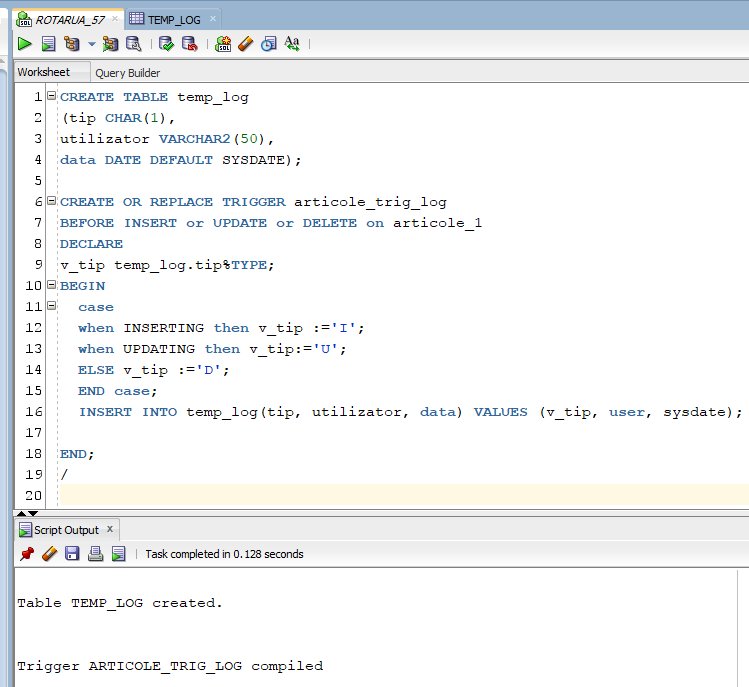 ROTARUA_57
TEMP_LOG
Worksheet Query Builder
1 CREATE TABLE temp_log
2 (tip CHAR(1),
3 utilizator VARCHAR2(50),
4 data DATE DEFAULT SYSDATE);
5
6 CREATE OR REPLACE TRIGGER articole_trig_log
7 BEFORE INSERT or UPDATE or DELETE on articole_1
8 DECLARE
9 v_tip temp_log.tip%TYPE;
10 BEGIN
11 case
12 when INSERTING then v_tip :='I';
13 when UPDATING then v_tip:='U';
14 ELSE v_tip :='D';
15 END case;
16 INSERT INTO temp_log(tip, utilizator, data) VALUES (v_tip, user, sysdate);
17
18 END;
19 /
20
Script Output x
Task completed in 0.128 seconds
Table TEMP_LOG created.
Trigger ARTICOLE_TRIG_LOG compiled